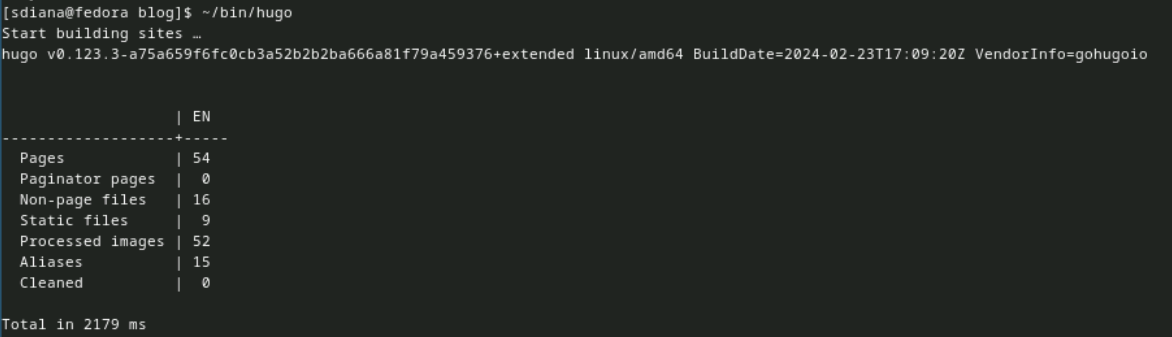 [sdiana@fedora blog]$ ~/bin/hugo
Start building sites …
hugo v0.123.3-a75a659f6fc0cb3a52b2b2ba666a81f79a459376+extended linux/amd64 BuildDate=2024-02-23T17:09:20Z VendorInfo=gohugoio
                   | EN
-------------------+-----
  Pages            | 54
  Paginator pages  |  0
  Non-page files   | 16
  Static files     |  9
  Processed images | 52
  Aliases          | 15
  Cleaned          |  0
Total in 2179 ms